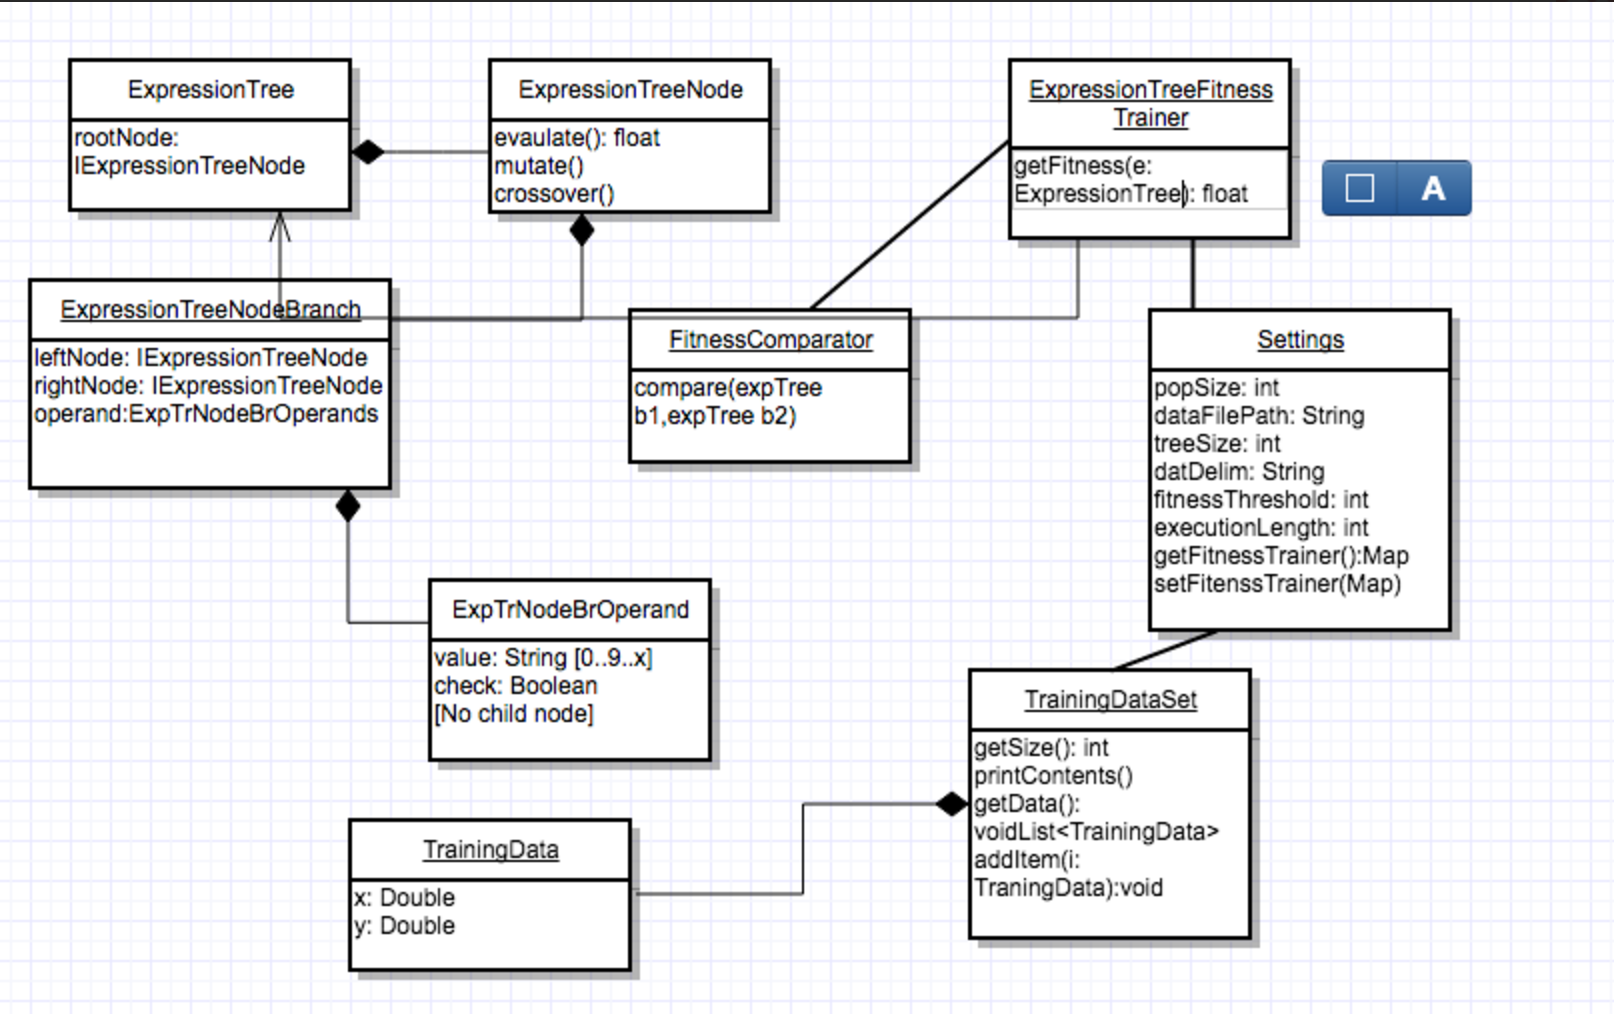 ExpressionTree
rootNode:
IExpressionTreeNode
ExpressionTreeNode
evaulate(): float
mutate()
crossover()
ExpressionTreeFitness
Trainer
getFitness(e:
ExpressionTree): float
A
ExpressionTreeNodeBranch
leftNode: IExpressionTreeNode
rightNode: IExpressionTreeNode
operand:ExpTrNodeBrOperands
FitnessComparator
compare(expTree
b1,expTree b2)
Settings
popSize: int
dataFilePath: String
treeSize: int
datDelim: String
fitnessThreshold: int
executionLength: int
getFitnessTrainer():Map
setFitenssTrainer(Map)
ExpTrNodeBrOperand
value: String [0..9..x]
check: Boolean
[No child node]
TrainingDataSet
getSize(): int
printContents()
getData():
voidList<TrainingData>
addItem(i:
TraningData):void
TrainingData
x: Double
y: Double